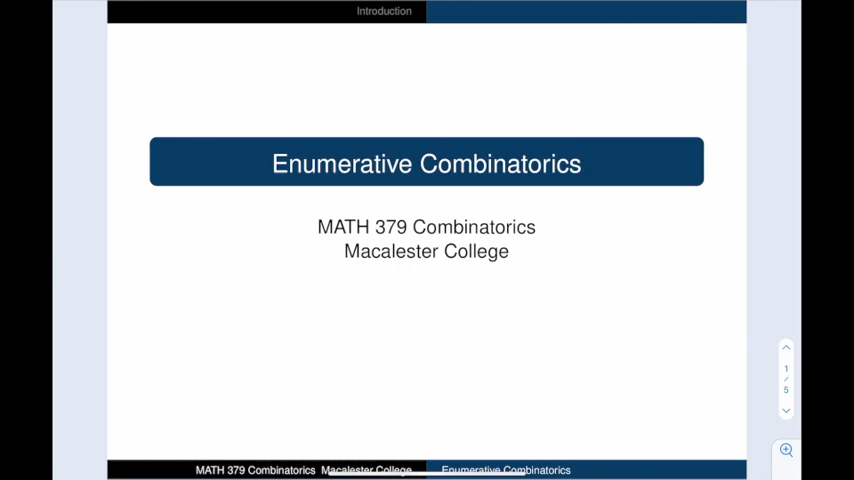 Introduction
Enumerative Combinatorics
MATH 379 Combinatorics
Macalester College
1
/
5
MATH 379 Combinatorics Macalester College
Enumerative Combinatorics